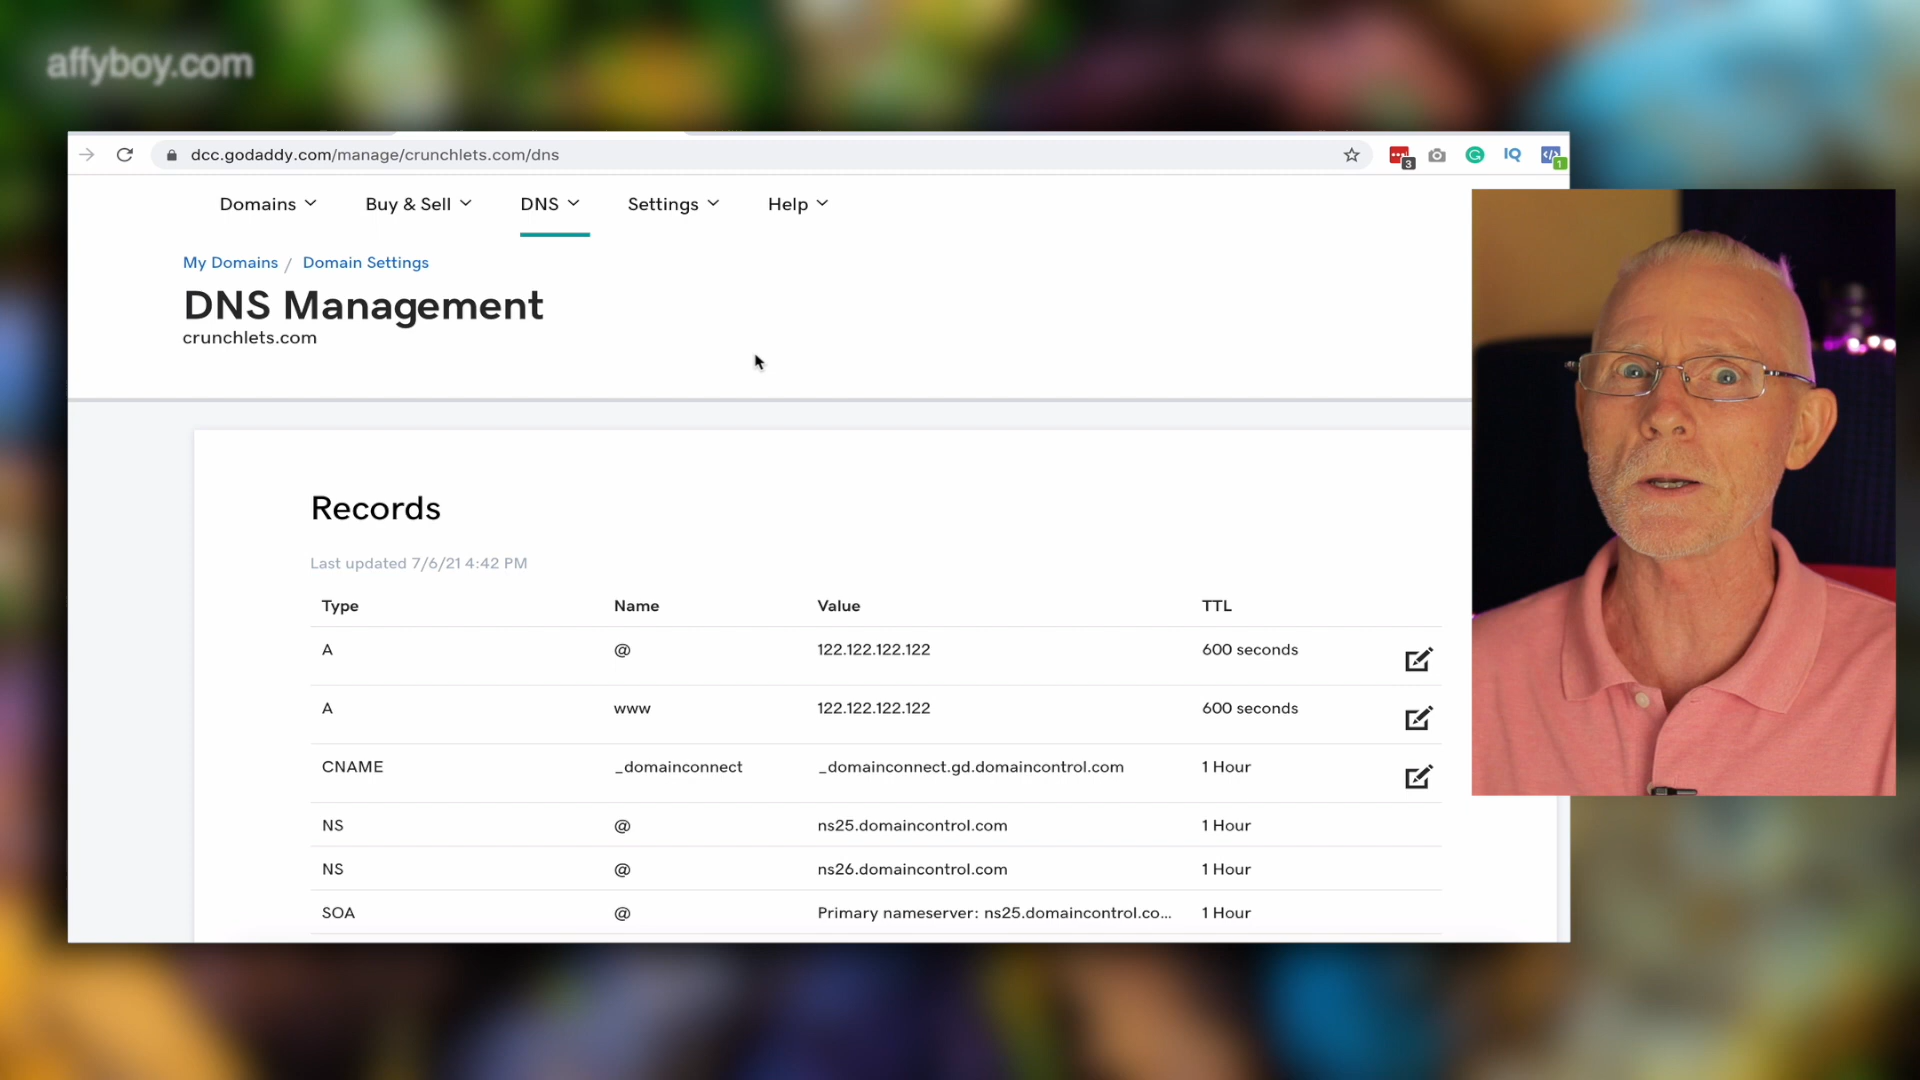 affyboy.com
dcc.godaddy.com/manage/crunchlets.com/dns
3
IQ
1
Domains Buy & Sell DNS Settings Help
My Domains / Domain Settings
DNS Management
crunchlets.com
Records
Last updated 7/6/21 4:42 PM
Type Name Value TTL
A @ 122.122.122.122 600 seconds
A www 122.122.122.122 600 seconds
CNAME _domainconnect _domainconnect.gd.domaincontrol.com 1 Hour
NS @ ns25.domaincontrol.com 1 Hour
NS @ ns26.domaincontrol.com 1 Hour
SOA @ Primary nameserver: ns25.domaincontrol.co... 1 Hour